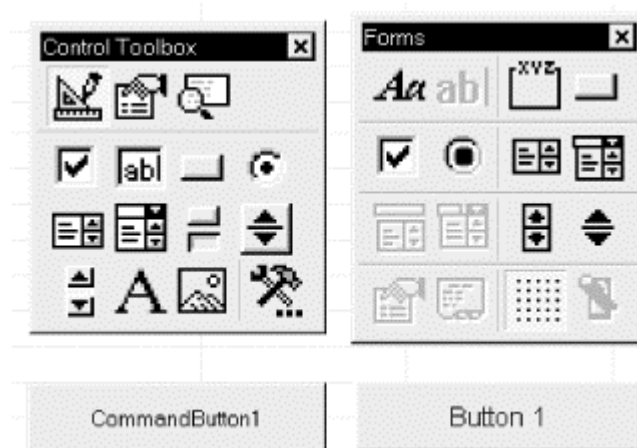 Control Toolbox
Forms
Aa ab|
XYZ
ab|
A
CommandButton1
Button 1